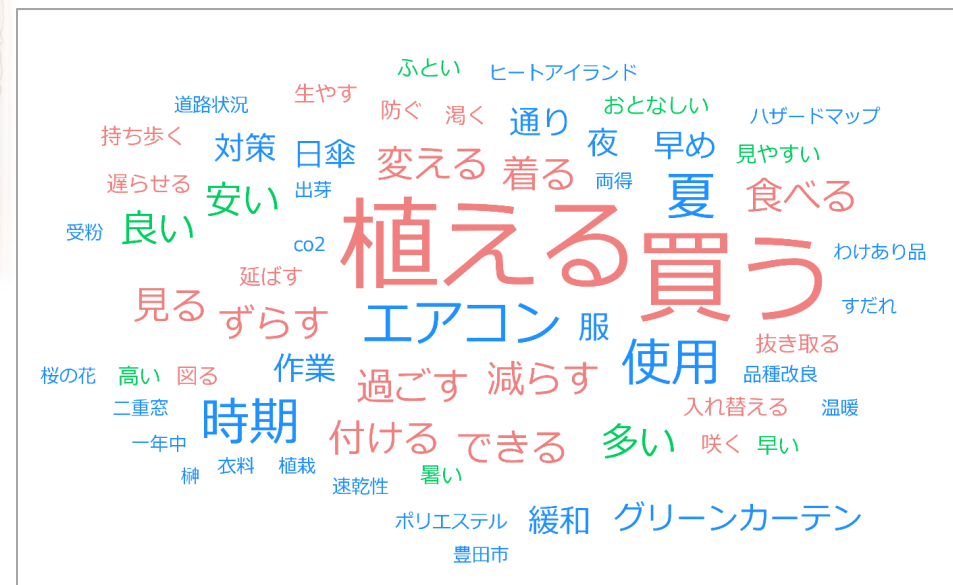 ふとい
ヒートアイランド
生やす
道路状況
防ぐ
渇く
通り
おとなしい
ハザードマップ
持ち歩く
対策
日傘
変える
着る
夜
早め
見やすい
遅らせる
安い
出芽
両得
夏
食べる
受粉
良い
co2
植える
買う
わけあり品
延ばす
見る
ずらす
エアコン
服
すだれ
抜き取る
桜の花
高い
図る
作業
過ごす
減らす
使用
品種改良
二重窓
時期
入れ替える
温暖
一年中
付ける
できる
多い
咲く
早い
榊
衣料
植栽
暑い
速乾性
ポリエステル
緩和
グリーンカーテン
豊田市